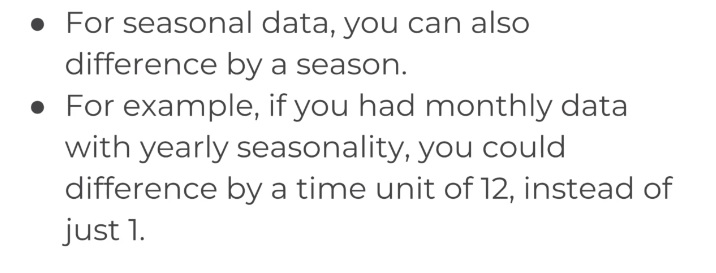 ● For seasonal data, you can also
difference by a season.
● For example, if you had monthly data
with yearly seasonality, you could
difference by a time unit of 12, instead of
just 1.